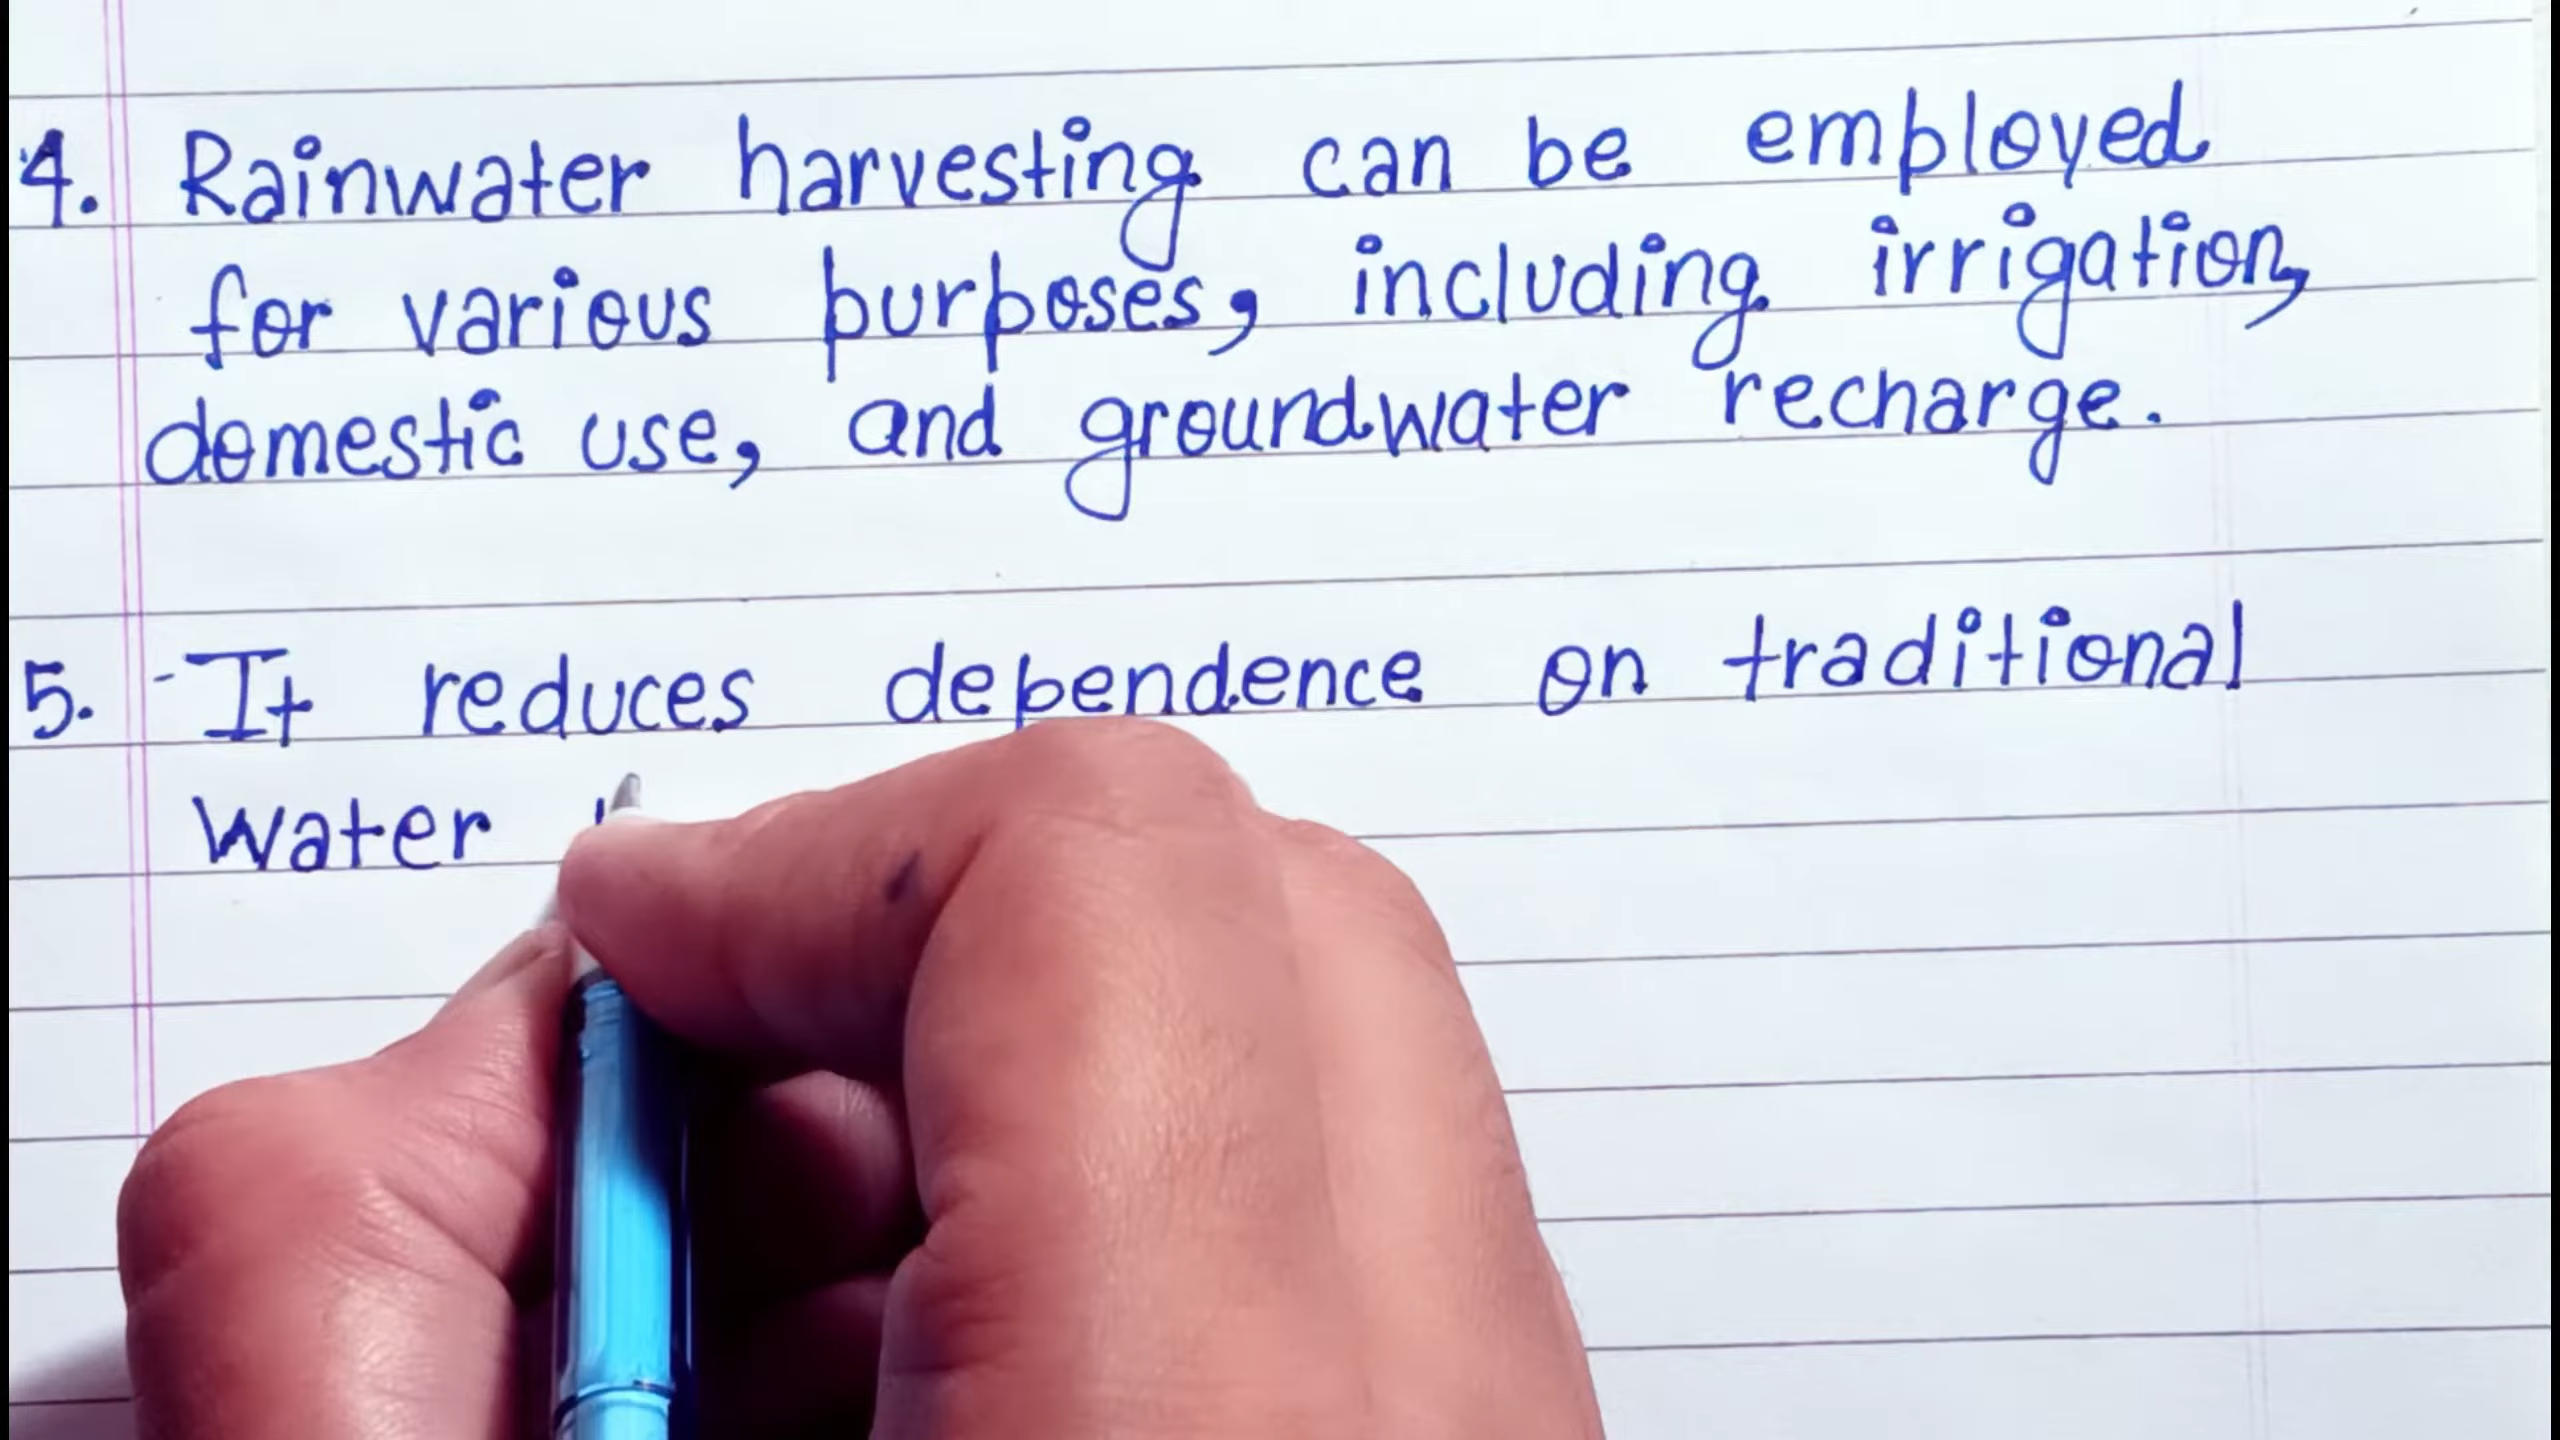 4. Rainwater harvesting can be employed
for various purposes, including irrigation,
domestic use, and groundwater recharge.
5. It reduces dependence on traditional
Water